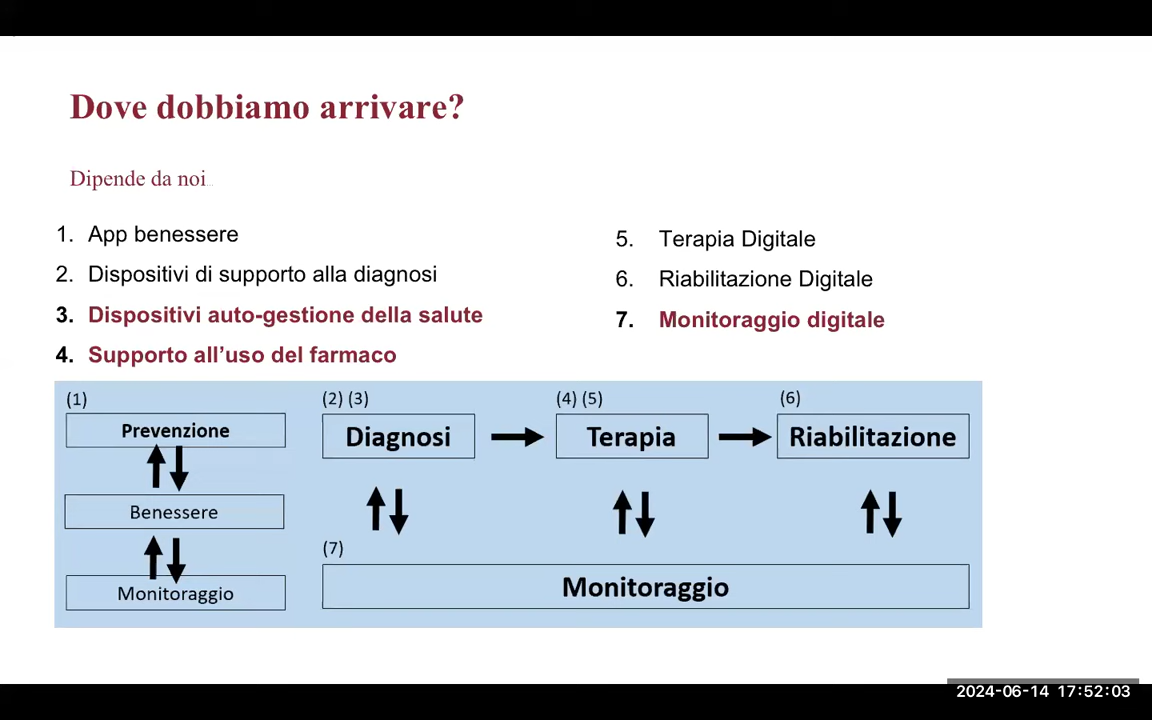 Dove dobbiamo arrivare?
Dipende da noi...
1. App benessere
2. Dispositivi di supporto alla diagnosi
3. Dispositivi auto-gestione della salute
4. Supporto all’uso del farmaco
5. Terapia Digitale
6. Riabilitazione Digitale
7. Monitoraggio digitale
(1)
Prevenzione
Benessere
Monitoraggio
(2) (3)
Diagnosi
(4) (5)
Terapia
(6)
Riabilitazione
(7)
Monitoraggio
2024-06-14 17:52:03